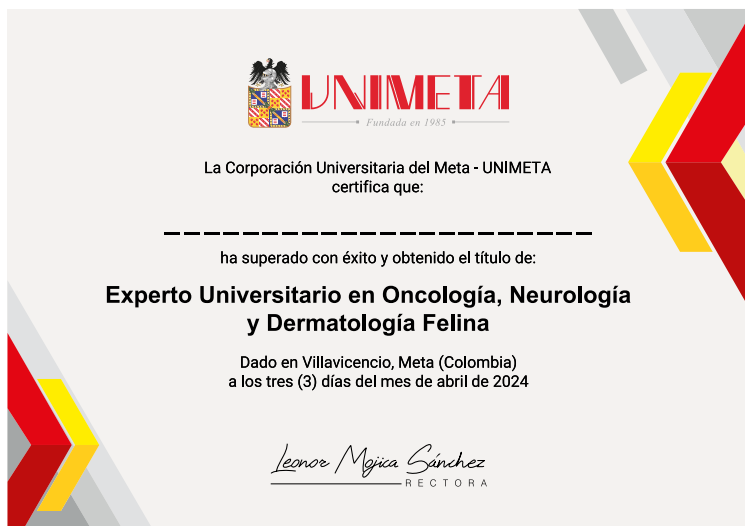 UNIMETA
Fundada en 1985
La Corporación Universitaria del Meta - UNIMETA
certifica que:
ha superado con éxito y obtenido el título de:
Experto Universitario en Oncología, Neurología
y Dermatología Felina
Dado en Villavicencio, Meta (Colombia)
a los tres (3) días del mes de abril de 2024
Leonor Mojica Sánchez
RECTORA